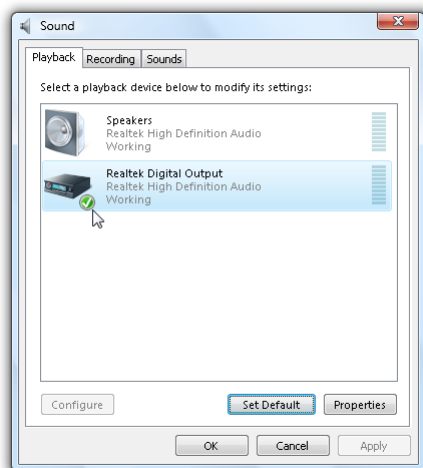 Sound
Playback Recording Sounds
Select a playback device below to modify its settings:
Speakers
Realtek High Definition Audio
Working
Realtek Digital Output
Realtek High Definition Audio
Working
Configure Set Default Properties
OK Cancel Apply